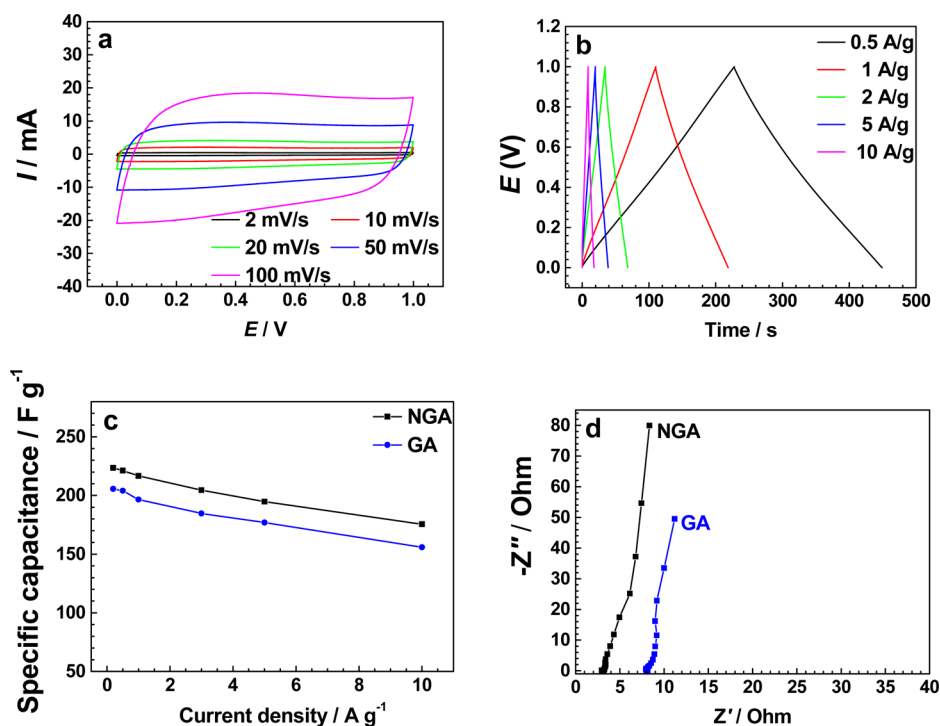 a
I / mA
40
30
20
10
0
-10
-20
-30
-40
2 mV/s 10 mV/s
20 mV/s 50 mV/s
100 mV/s
0.0 0.2 0.4 0.6 0.8 1.0
E / V
b
E (V)
1.2
1.0
0.8
0.6
0.4
0.2
0.0
0.5 A/g
1 A/g
2 A/g
5 A/g
10 A/g
0 100 200 300 400 500
Time / s
c
Specific capacitance / F g⁻¹
250
200
150
100
50
NGA
GA
0 2 4 6 8 10
Current density / A g⁻¹
d
-Z′′ / Ohm
80
70
60
50
40
30
20
10
0
NGA
GA
0 5 10 15 20 25 30 35 40
Z′ / Ohm